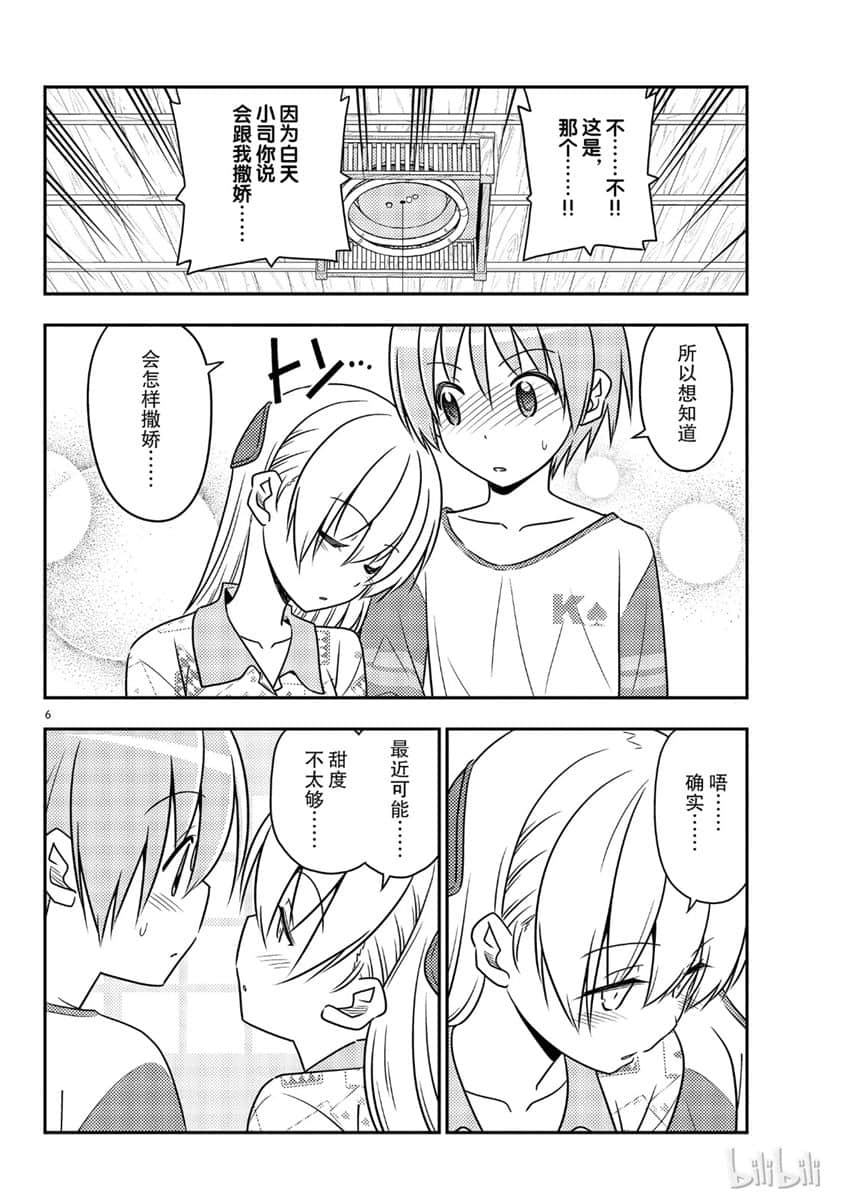 不……不!!
这是，
那个……!!
因为白天
小司你说
会跟我撒娇……
所以想知道
会怎样撒娇……
トン…
K♠
6
唔……
确实……
最近可能……
甜度
不太够……
bilibili